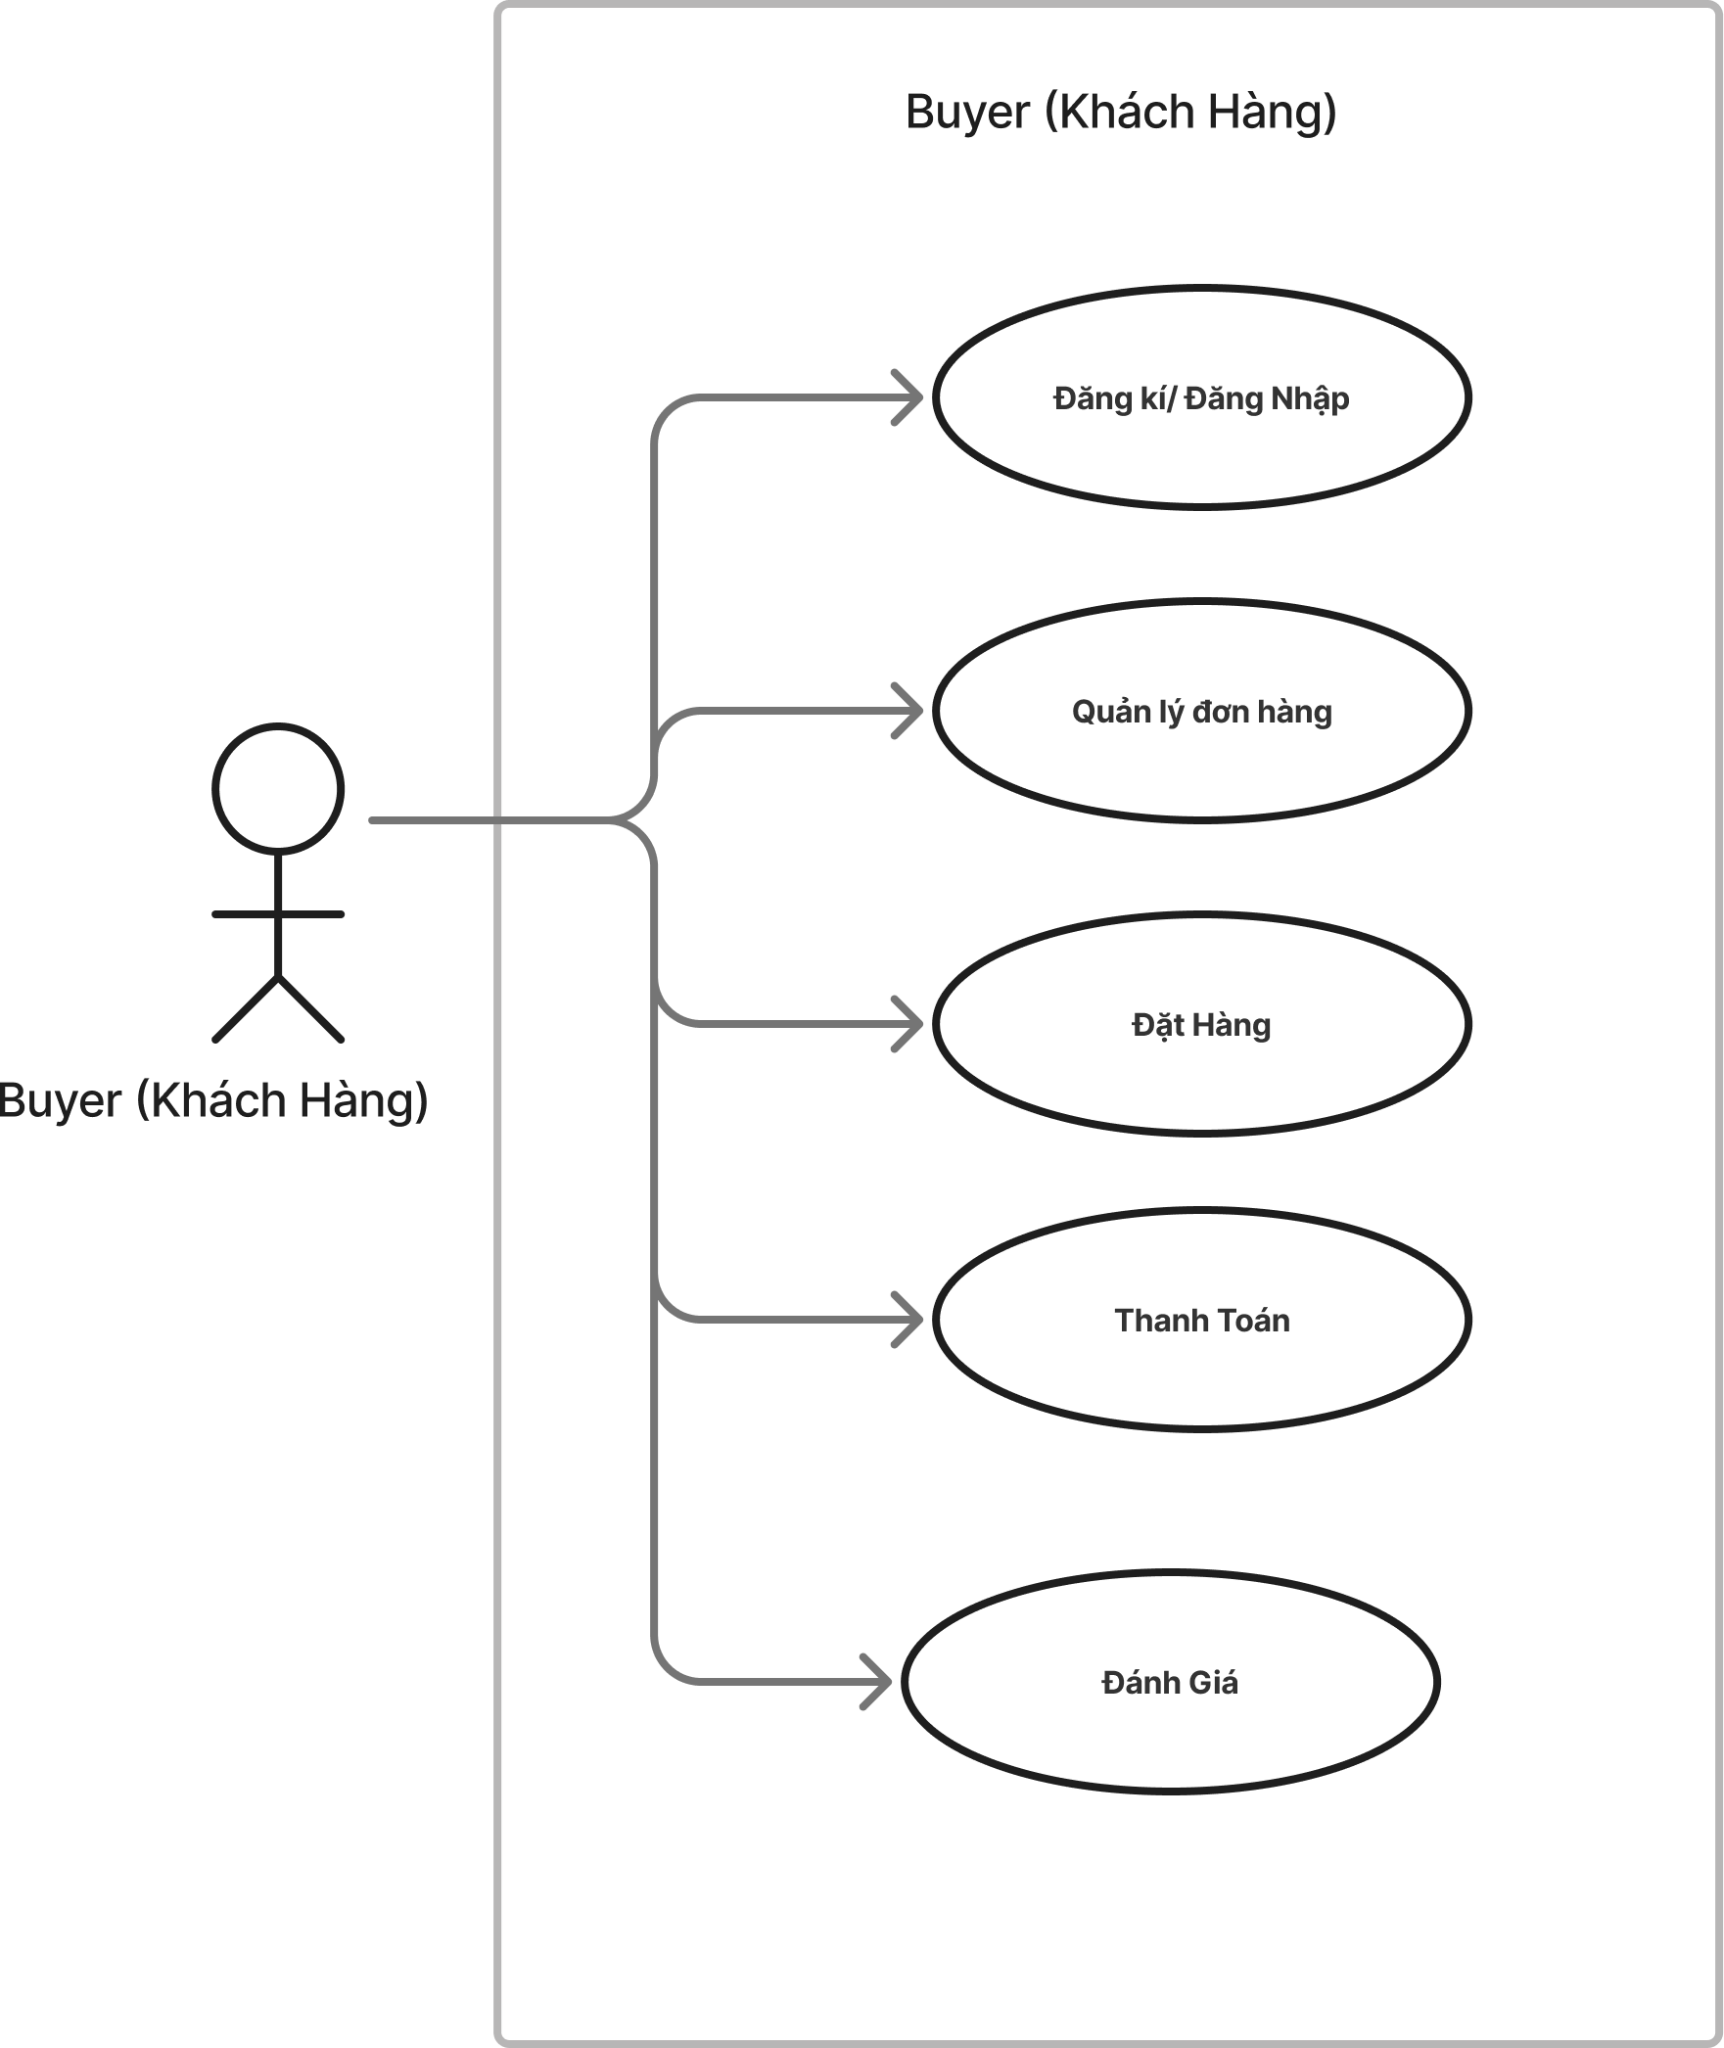 Buyer (Khách Hàng)
Đăng kí/ Đăng Nhập
Quản lý đơn hàng
Buyer (Khách Hàng)
Đặt Hàng
Thanh Toán
Đánh Giá